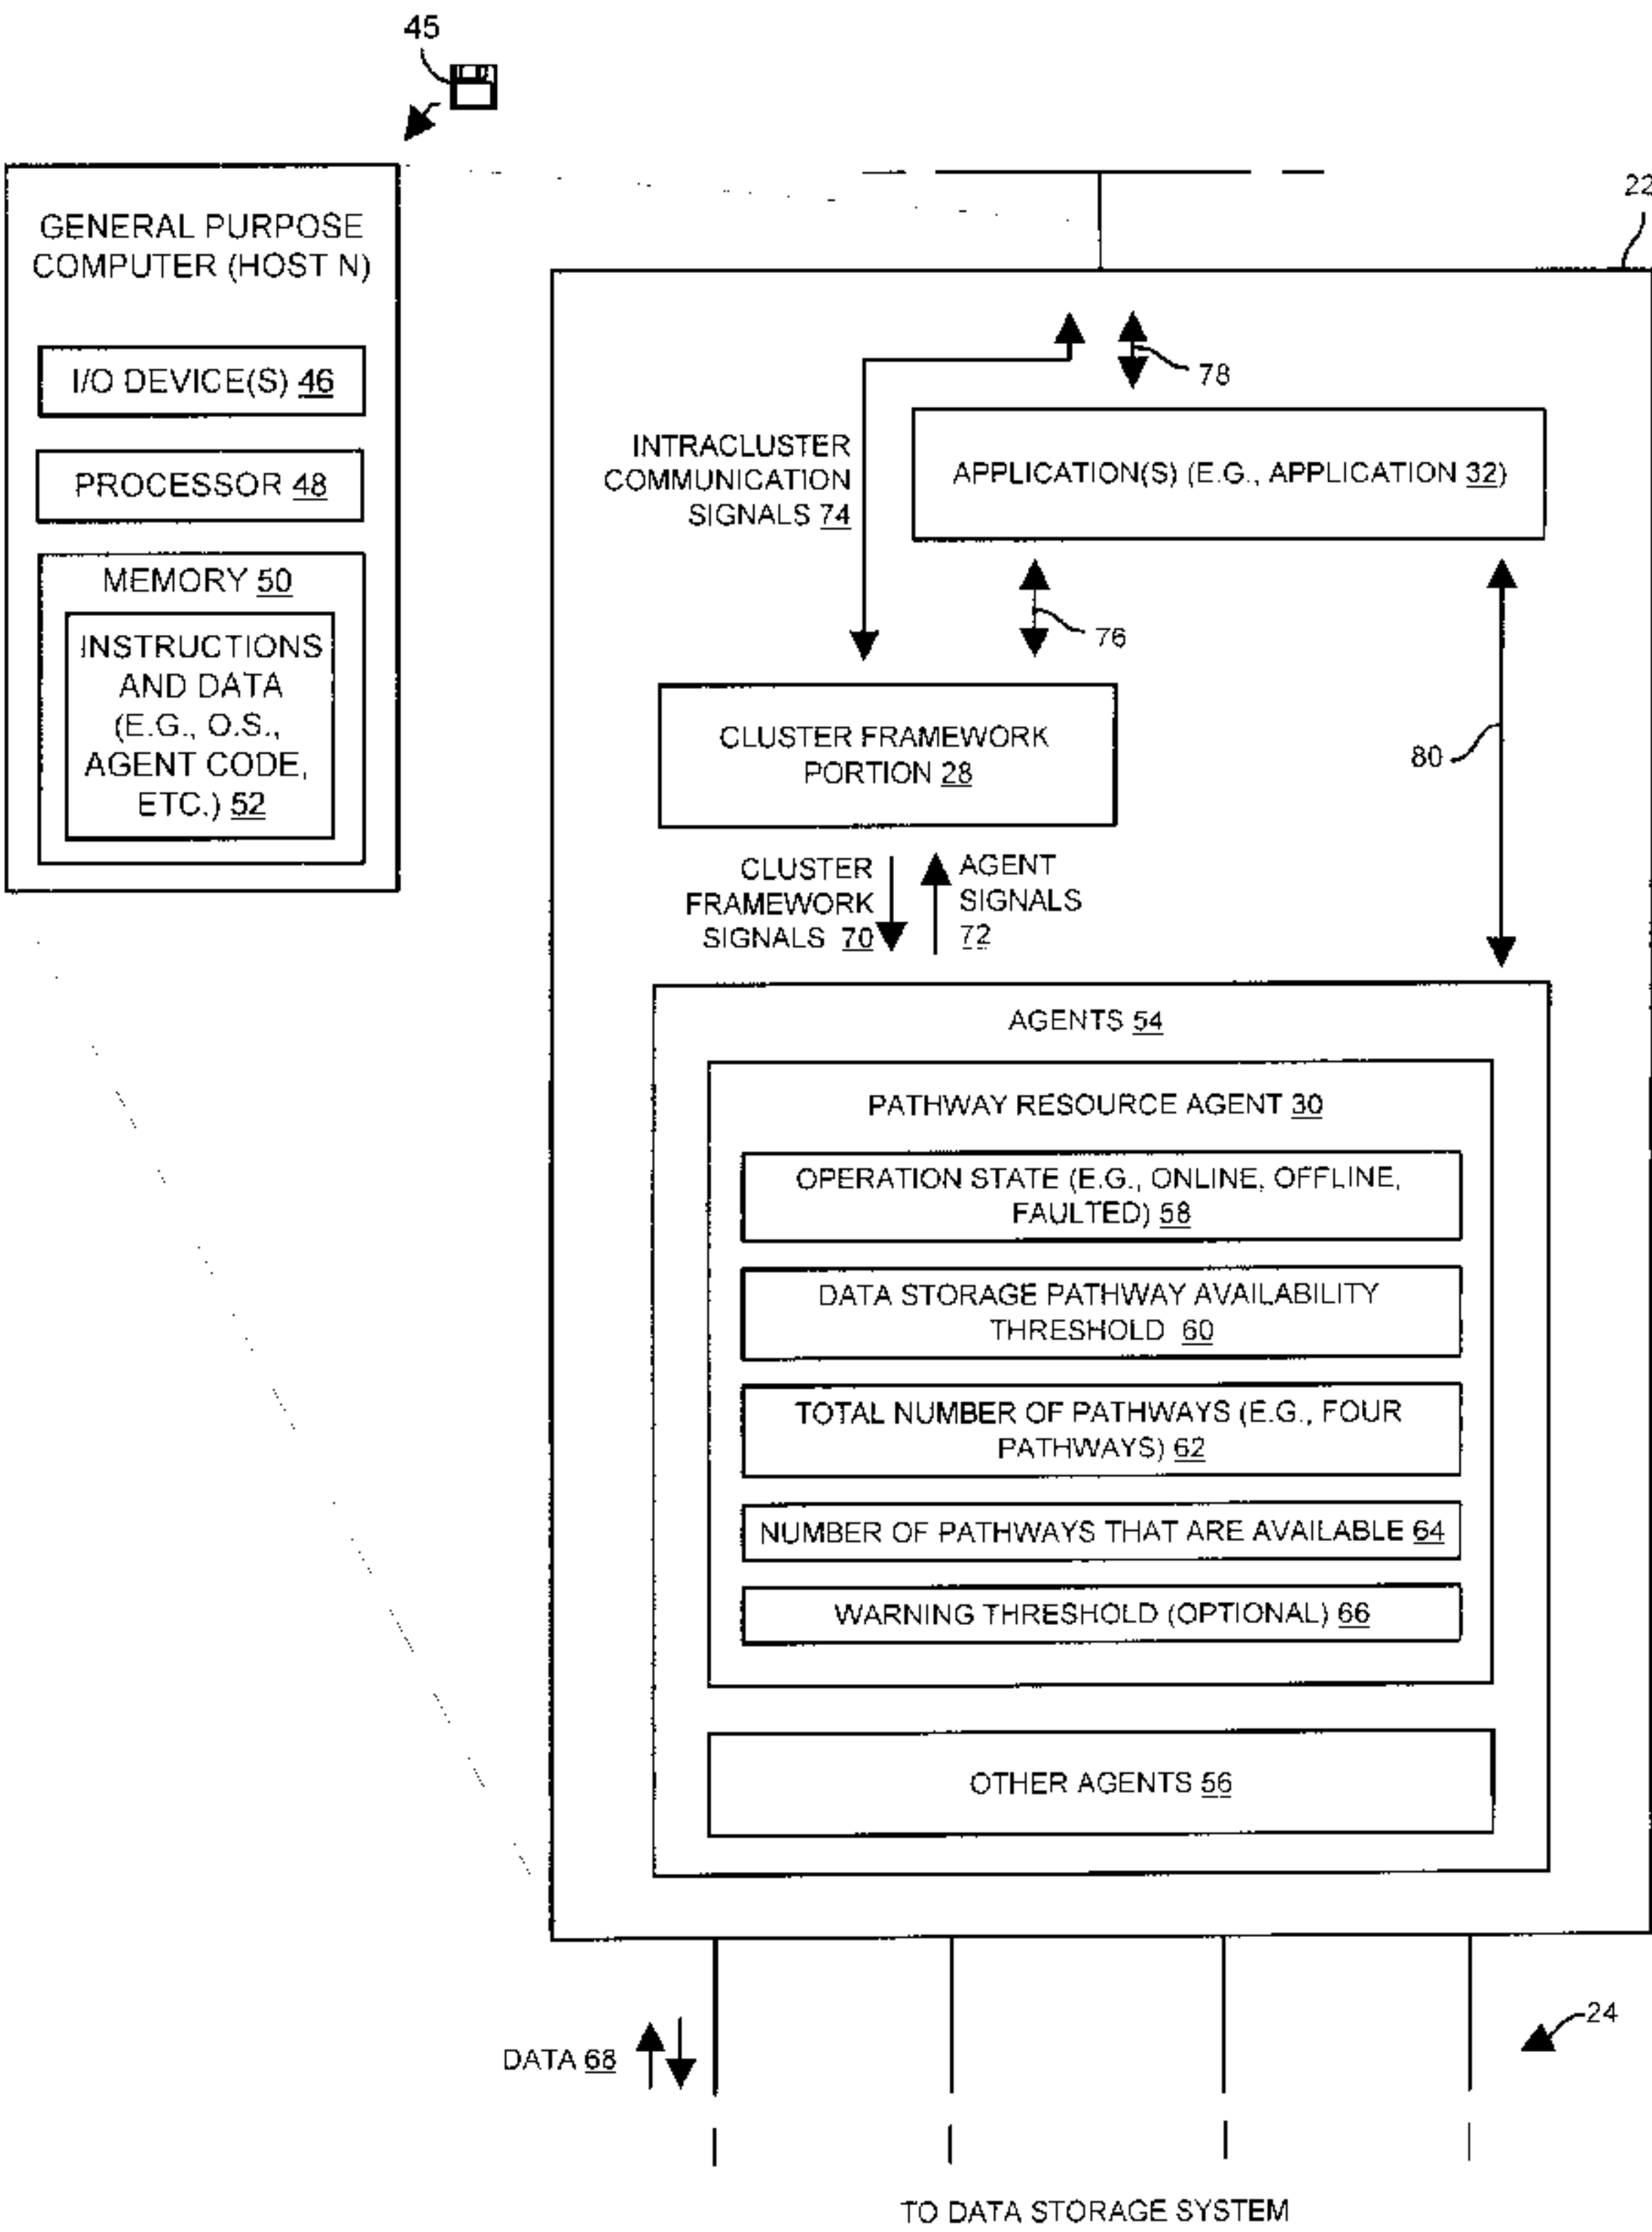 45
GENERAL PURPOSE
COMPUTER (HOST N)
I/O DEVICE(S) 46
PROCESSOR 48
MEMORY 50
INSTRUCTIONS
AND DATA
(E.G., O.S.,
AGENT CODE,
ETC.) 52
22
78
INTRACLUSTER
COMMUNICATION
SIGNALS 74
APPLICATION(S) (E.G., APPLICATION 32)
76
80
CLUSTER FRAMEWORK
PORTION 28
CLUSTER
FRAMEWORK
SIGNALS 70
AGENT
SIGNALS
72
AGENTS 54
PATHWAY RESOURCE AGENT 30
OPERATION STATE (E.G., ONLINE, OFFLINE,
FAULTED) 58
DATA STORAGE PATHWAY AVAILABILITY
THRESHOLD 60
TOTAL NUMBER OF PATHWAYS (E.G., FOUR
PATHWAYS) 62
NUMBER OF PATHWAYS THAT ARE AVAILABLE 64
WARNING THRESHOLD (OPTIONAL) 66
OTHER AGENTS 56
DATA 68
24
TO DATA STORAGE SYSTEM